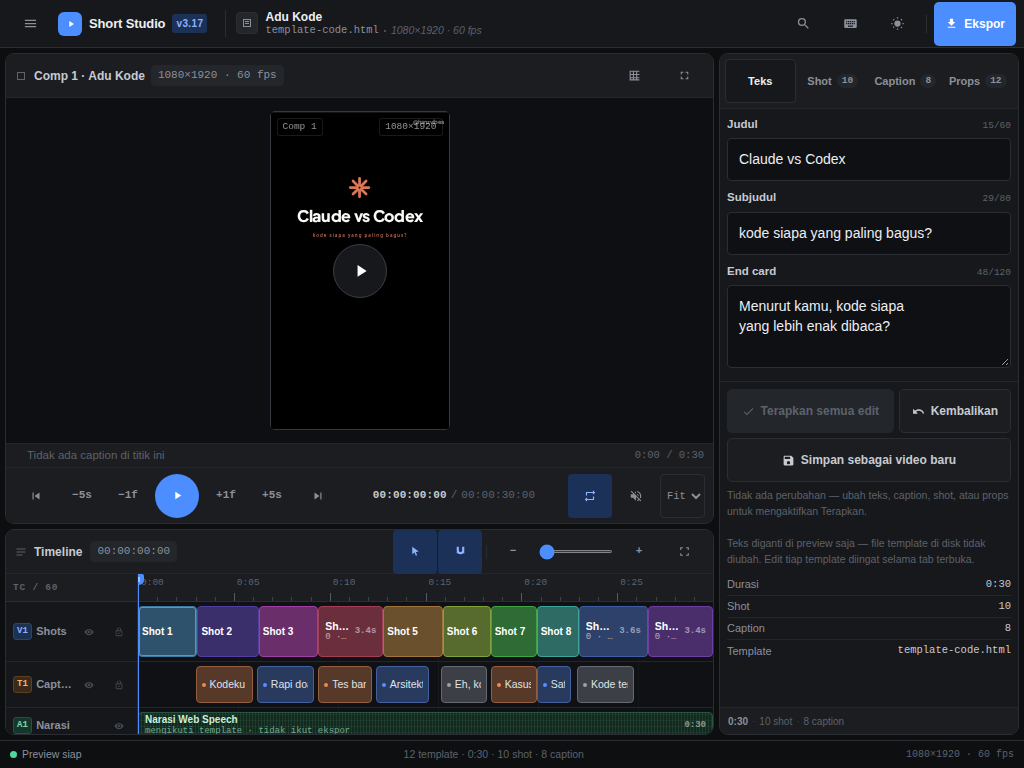 Short Studio v3.17
Adu Kode
template-code.html · 1080×1920 · 60 fps
Ekspor
Comp 1 · Adu Kode 1080×1920 · 60 fps
Comp 1 1080×1920
Claude vs Codex
kode siapa yang paling bagus?
Tidak ada caption di titik ini 0:00 / 0:30
−5s −1f +1f +5s 00:00:00:00 / 00:00:30:00 Fit
Timeline 00:00:00:00 − +
TC / 60 0:00 0:05 0:10 0:15 0:20 0:25
V1 Shots
Shot 1 Shot 2 Shot 3 Sh… 3.4s Shot 5 Shot 6 Shot 7 Shot 8 Sh… 3.6s Sh… 3.4s
0 ·… 0 · … 0 ·…
T1 Capt…
Kodeku Rapi do Tes bar Arsitekt Eh, ko Kasus Sat Kode te
A1 Narasi
Narasi Web Speech
mengikuti template · tidak ikut ekspor 0:30
Teks Shot 10 Caption 8 Props 12
Judul 15/60
Claude vs Codex
Subjudul 29/80
kode siapa yang paling bagus?
End card 48/120
Menurut kamu, kode siapa
yang lebih enak dibaca?
Terapkan semua edit Kembalikan
Simpan sebagai video baru
Tidak ada perubahan — ubah teks, caption, shot, atau props
untuk mengaktifkan Terapkan.
Teks diganti di preview saja — file template di disk tidak
diubah. Edit tiap template diingat selama tab terbuka.
Durasi 0:30
Shot 10
Caption 8
Template template-code.html
0:30 10 shot · 8 caption
Preview siap 12 template · 0:30 · 10 shot · 8 caption 1080×1920 · 60 fps